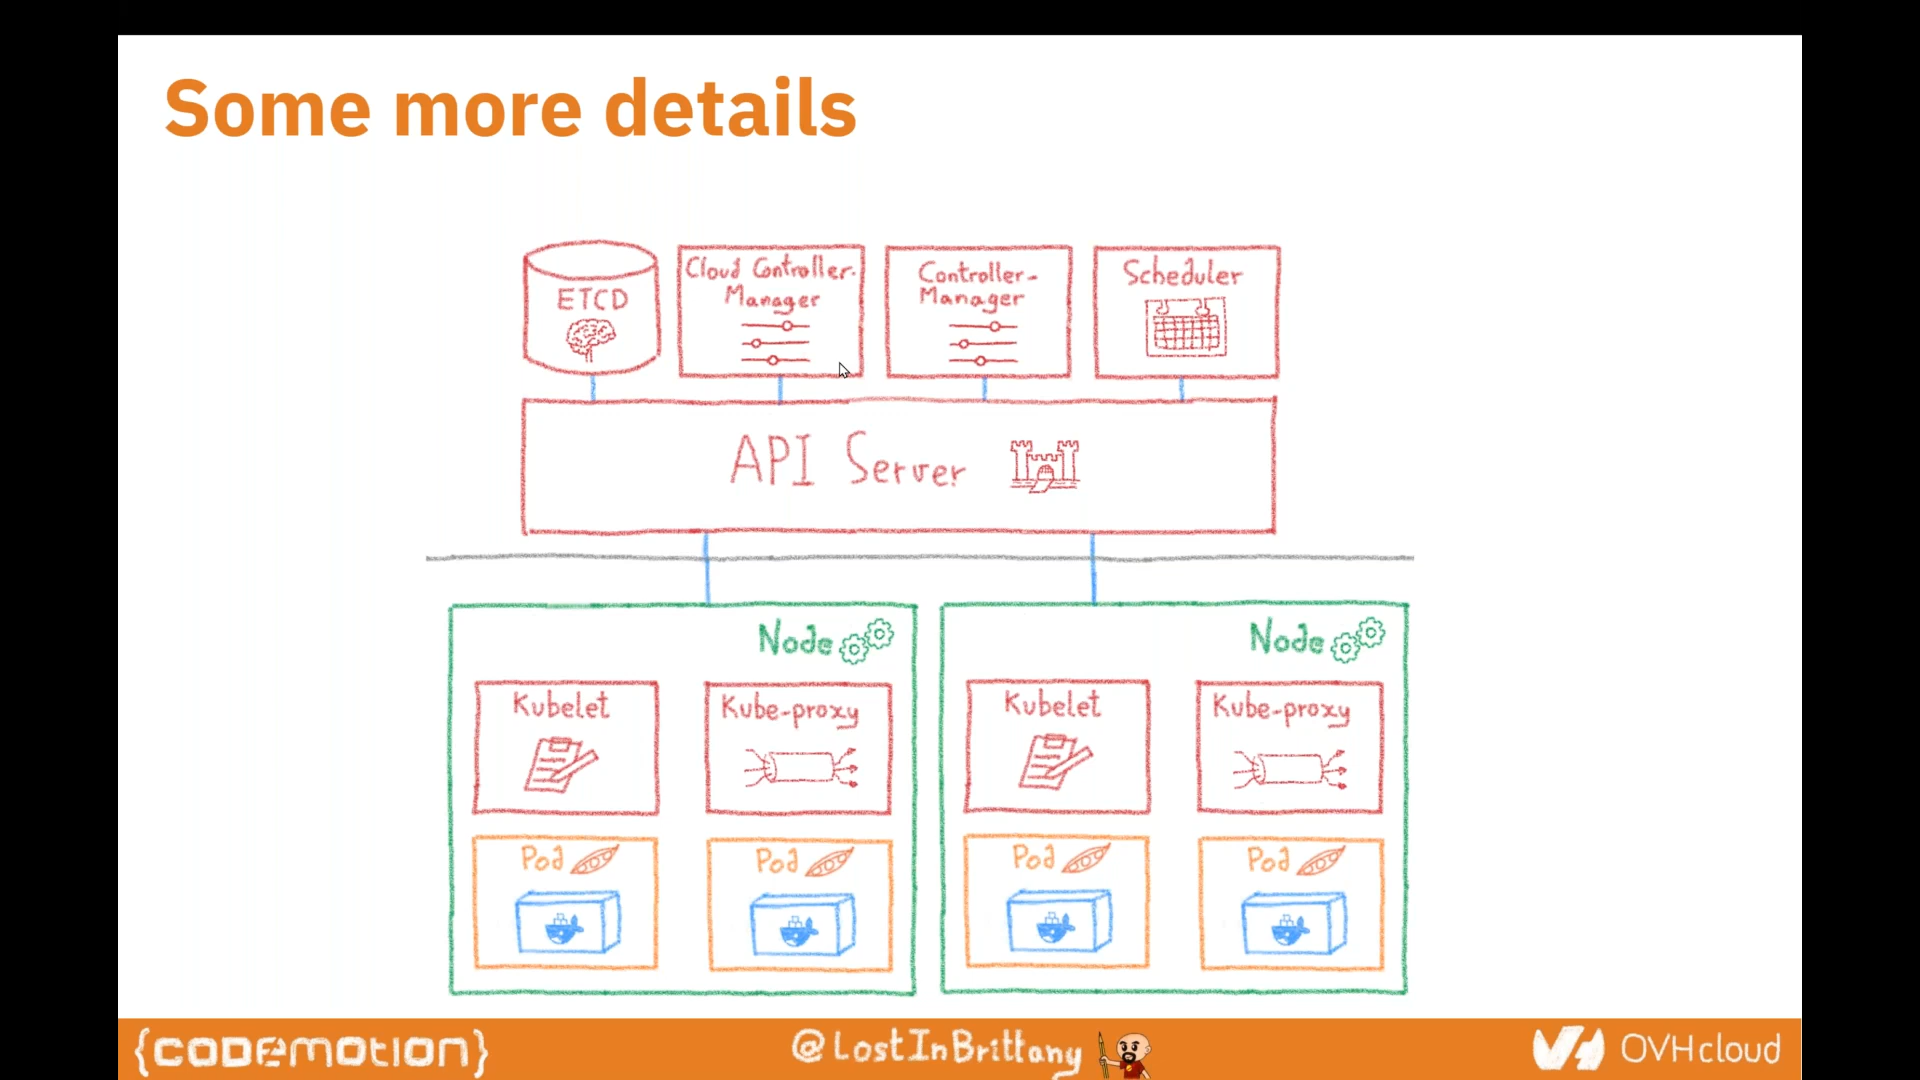 Some more details
ETCD
Cloud Controller-
Manager
Controller-
Manager
Scheduler
API Server
Node
Kubelet
Kube-proxy
Pod
Pod
Node
Kubelet
Kube-proxy
Pod
Pod
{codemotion}
@LostInBrittany
OVHcloud